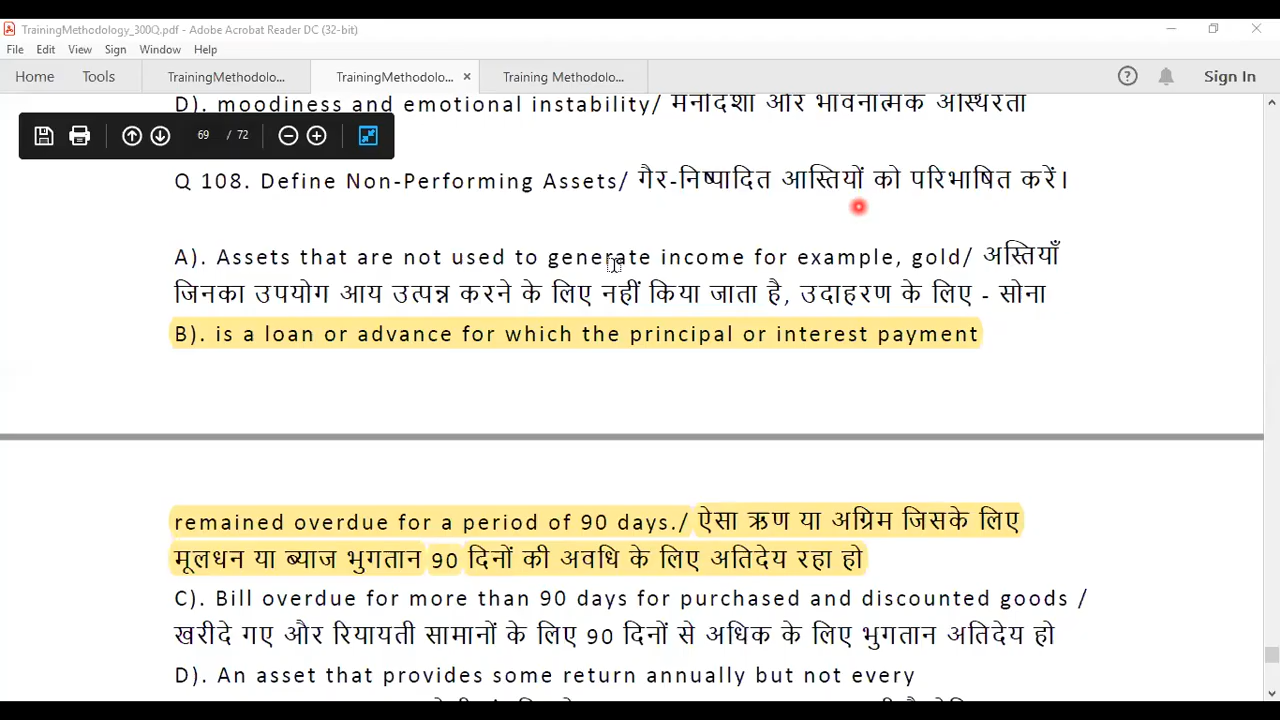 TrainingMethodology_300Q.pdf - Adobe Acrobat Reader DC (32-bit)
File Edit View Sign Window Help
Home Tools TrainingMethodolo... TrainingMethodolo... × Training Methodolo... Sign In
D). moodiness and emotional instability/ मनोदशा और भावनात्मक अस्थिरता
69 / 72
Q 108. Define Non-Performing Assets/ गैर-निष्पादित आस्तियों को परिभाषित करें।
A). Assets that are not used to generate income for example, gold/ अस्तियाँ
जिनका उपयोग आय उत्पन्न करने के लिए नहीं किया जाता है, उदाहरण के लिए - सोना
B). is a loan or advance for which the principal or interest payment
remained overdue for a period of 90 days./ ऐसा ऋण या अग्रिम जिसके लिए
मूलधन या ब्याज भुगतान 90 दिनों की अवधि के लिए अतिदेय रहा हो
C). Bill overdue for more than 90 days for purchased and discounted goods /
खरीदे गए और रियायती सामानों के लिए 90 दिनों से अधिक के लिए भुगतान अतिदेय हो
D). An asset that provides some return annually but not every